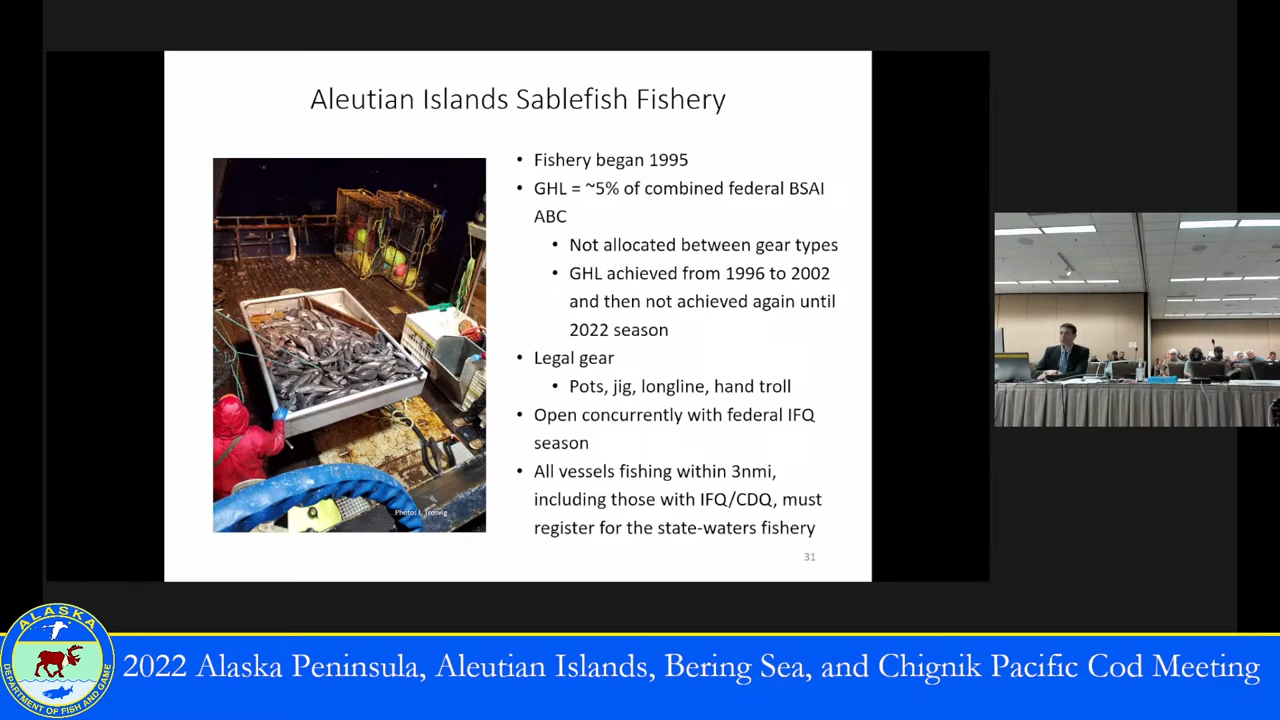 Aleutian Islands Sablefish Fishery
• Fishery began 1995
• GHL = ~5% of combined federal BSAI
ABC
• Not allocated between gear types
• GHL achieved from 1996 to 2002
and then not achieved again until
2022 season
• Legal gear
• Pots, jig, longline, hand troll
• Open concurrently with federal IFQ
season
• All vessels fishing within 3nmi,
including those with IFQ/CDQ, must
register for the state-waters fishery
Photo: J. Trosvig
31
ALASKA
DEPARTMENT OF FISH AND GAME
2022 Alaska Peninsula, Aleutian Islands, Bering Sea, and Chignik Pacific Cod Meeting